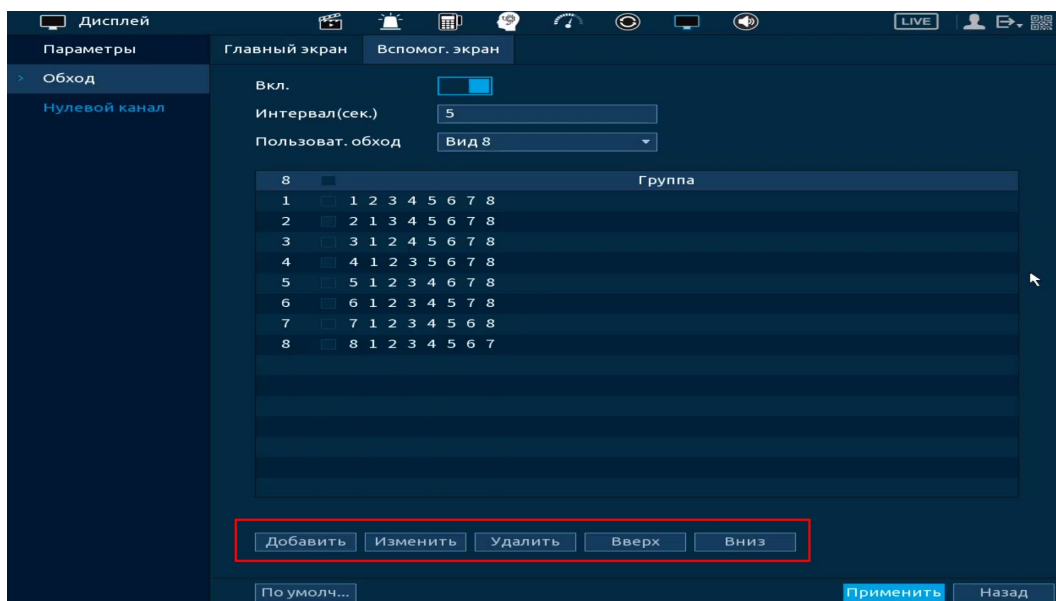 Дисплей LIVE
Параметры Главный экран Вспомог. экран
Обход Вкл.
Нулевой канал Интервал(сек.) 5
Пользоват. обход Вид 8
8 Группа
1 1 2 3 4 5 6 7 8
2 2 1 3 4 5 6 7 8
3 3 1 2 4 5 6 7 8
4 4 1 2 3 5 6 7 8
5 5 1 2 3 4 6 7 8
6 6 1 2 3 4 5 7 8
7 7 1 2 3 4 5 6 8
8 8 1 2 3 4 5 6 7
Добавить Изменить Удалить Вверх Вниз
По умолч... Применить Назад